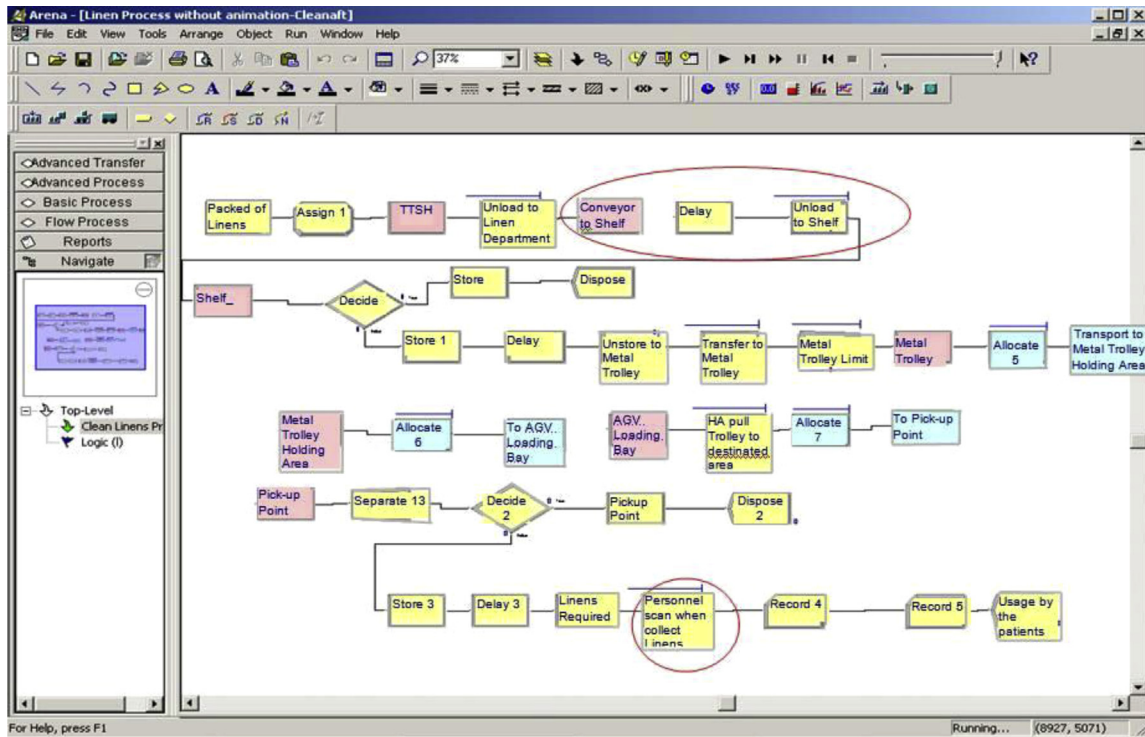 Arena - [Linen Process without animation-Cleanaft]
File Edit View Tools Arrange Object Run Window Help
37%
Advanced Transfer
Advanced Process
Basic Process
Flow Process
Reports
Navigate
Top-Level
Clean Linens Pr
Logic (l)
Packed of
Linens
Assign 1
TTSH
Unload to
Linen
Department
Conveyor
to Shelf
Delay
Unload
to Shelf
Shelf_
Decide
Store
Dispose
Store 1
Delay
Unstore to
Metal
Trolley
Transfer to
Metal
Trolley
Metal
Trolley Limit
Metal
Trolley
Allocate
5
Transport to
Metal Trolley
Holding Area
Metal
Trolley
Holding
Area
Allocate
6
To AGV..
Loading.
Bay
AGV..
Loading.
Bay
HA pull
Trolley to
destinated
area
Allocate
7
To Pick-up
Point
Pick-up
Point
Separate 13
Decide
2
Pickup
Point
Dispose
2
Store 3
Delay 3
Linens
Required
Personnel
scan when
collect
Linens
Record 4
Record 5
Usage by
the
patients
For Help, press F1
Running...
(8927, 5071)